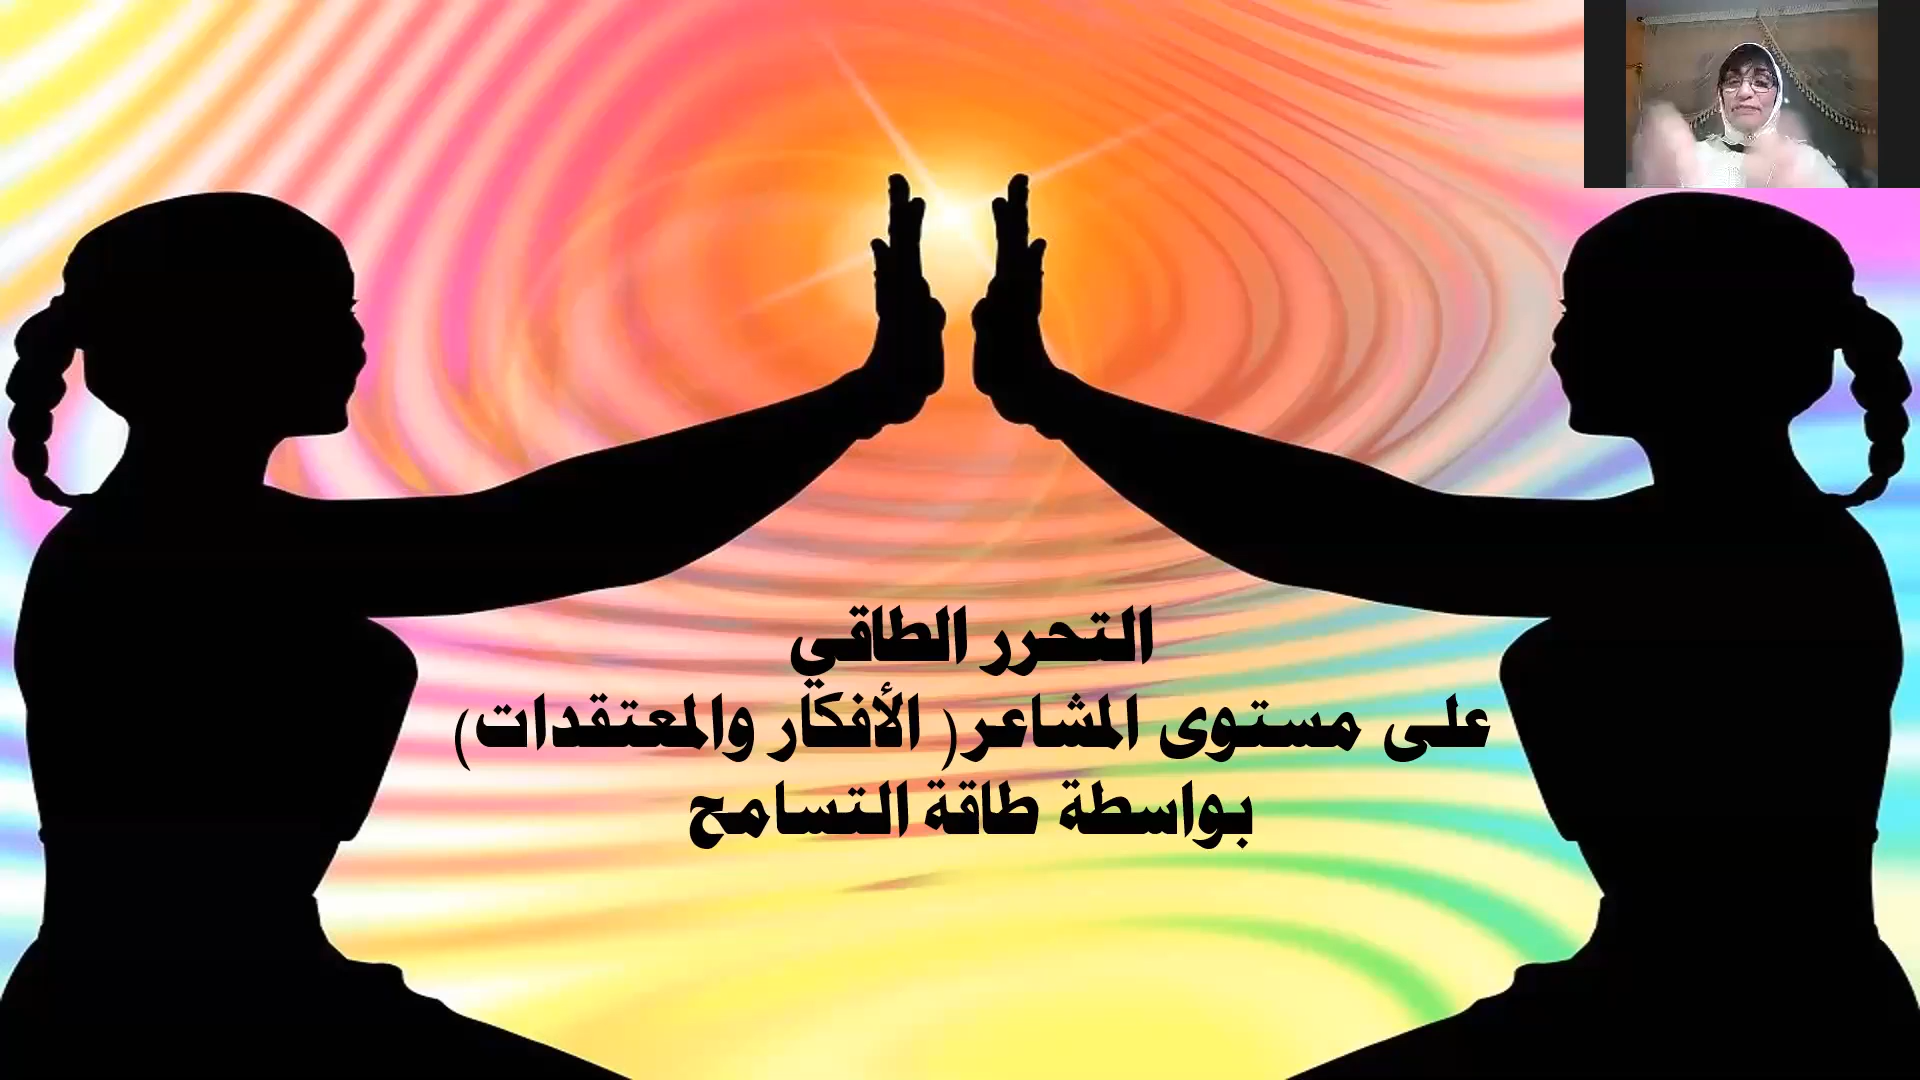 التحرر الطاقي
على مستوى المشاعر( الأفكار والمعتقدات)
بواسطة طاقة التسامح